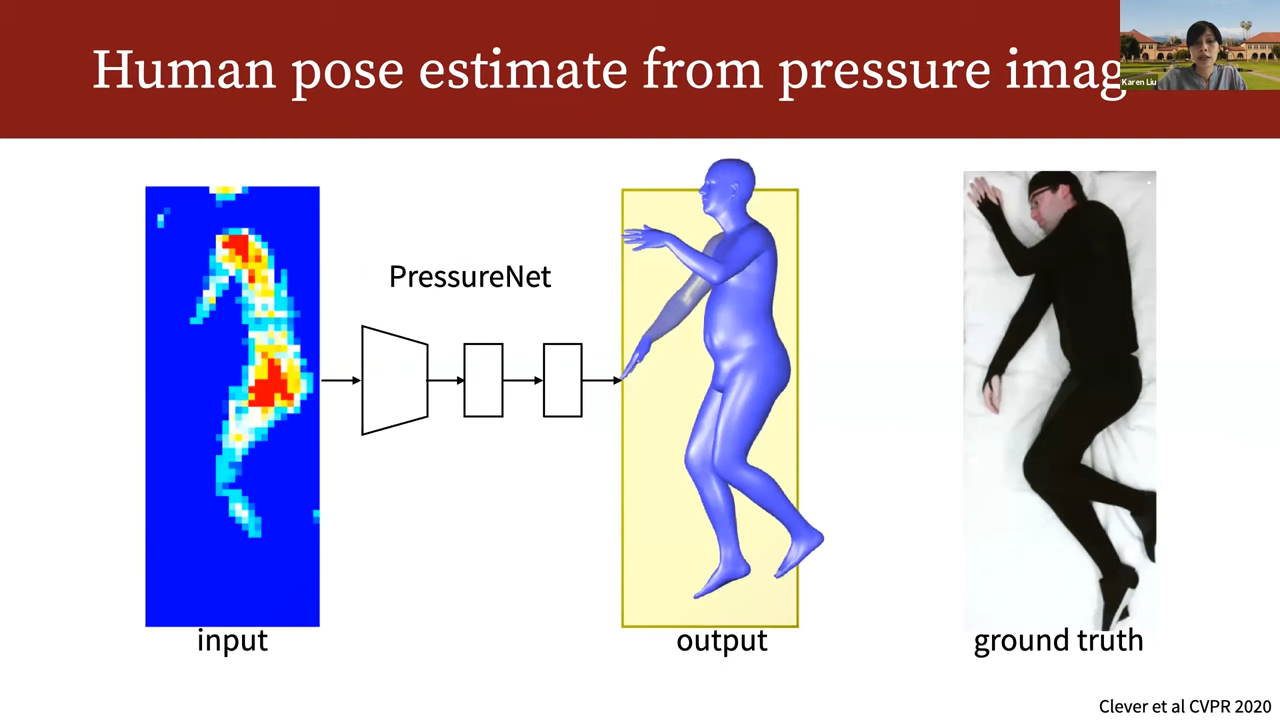 Human pose estimate from pressure imag
Karen Liu
PressureNet
input
output
ground truth
Clever et al CVPR 2020